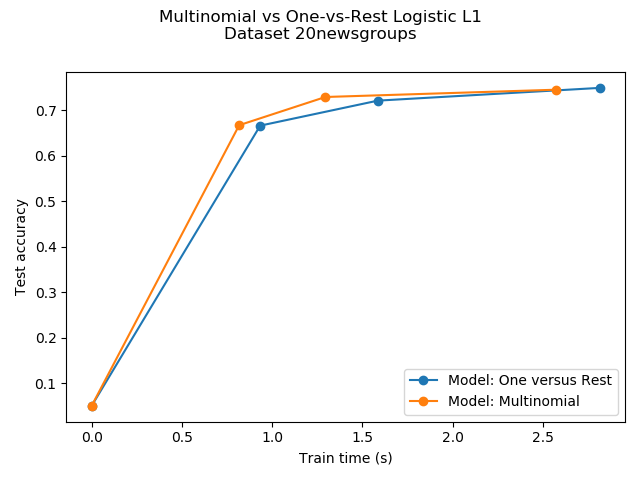 Multinomial vs One-vs-Rest Logistic L1
Dataset 20newsgroups
0.7
0.6
0.5
0.4
0.3
0.2
0.1
Test accuracy
Model: One versus Rest
Model: Multinomial
0.0 0.5 1.0 1.5 2.0 2.5
Train time (s)